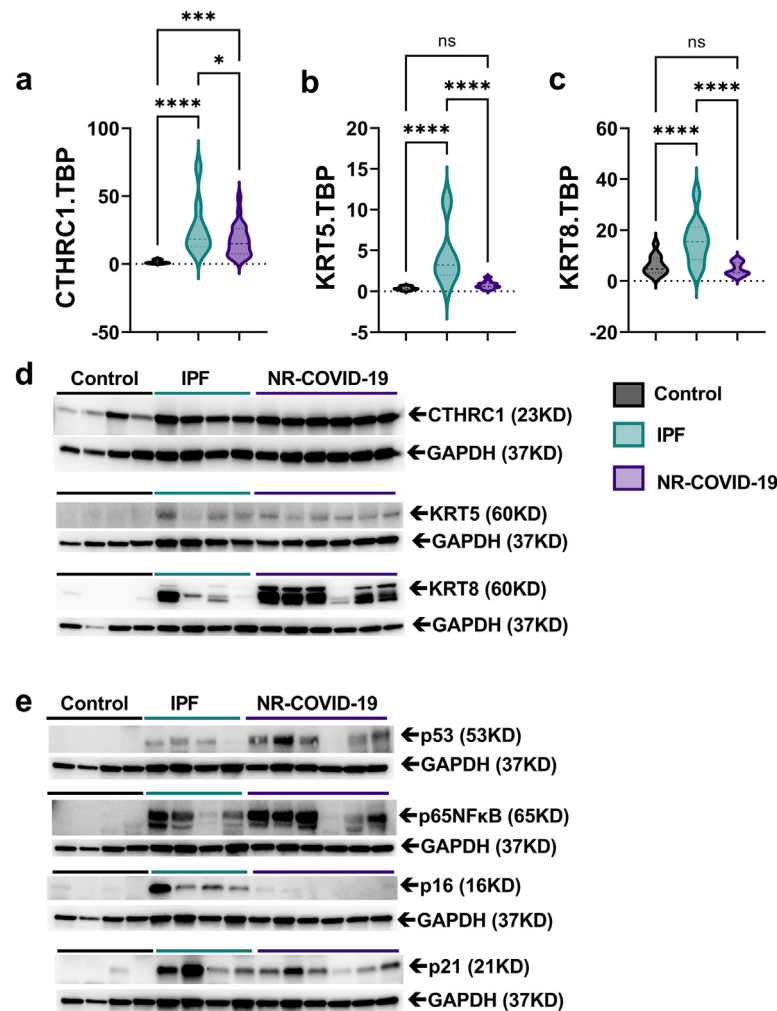 a
***
*
****
CTHRC1.TBP
100
50
0
-50
b
ns
****
****
KRT5.TBP
20
15
10
5
0
-5
c
ns
****
****
KRT8.TBP
60
40
20
0
-20
d
Control IPF NR-COVID-19
←CTHRC1 (23KD)
←GAPDH (37KD)
←KRT5 (60KD)
←GAPDH (37KD)
←KRT8 (60KD)
←GAPDH (37KD)
Control
IPF
NR-COVID-19
e
Control IPF NR-COVID-19
←p53 (53KD)
←GAPDH (37KD)
←p65NFκB (65KD)
←GAPDH (37KD)
←p16 (16KD)
←GAPDH (37KD)
←p21 (21KD)
←GAPDH (37KD)